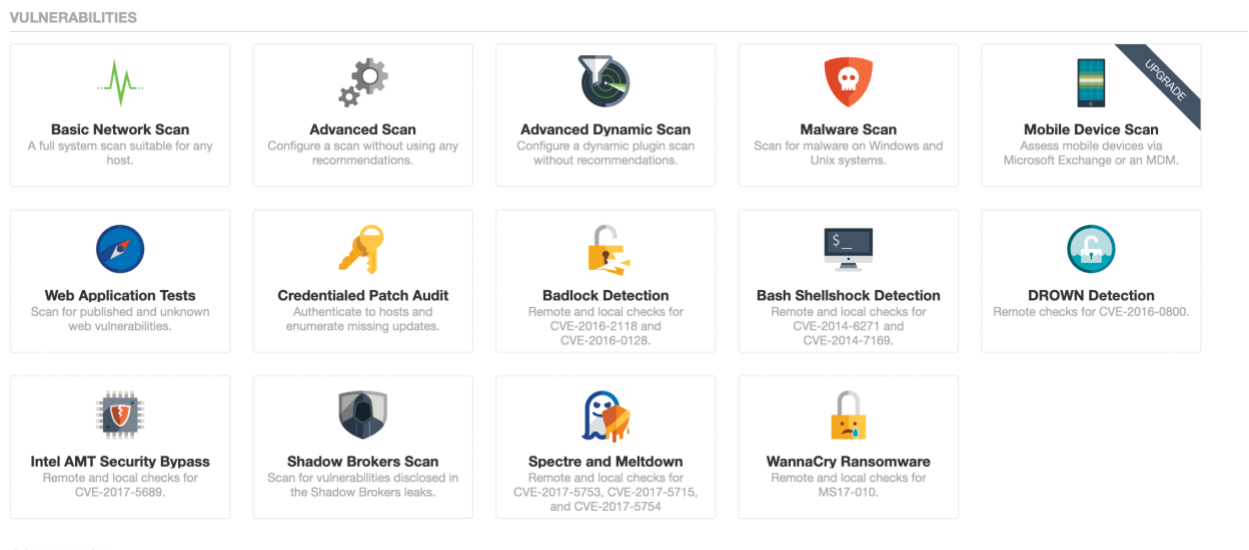 VULNERABILITIES
UPGRADE
Basic Network Scan
A full system scan suitable for any
host.
Advanced Scan
Configure a scan without using any
recommendations.
Advanced Dynamic Scan
Configure a dynamic plugin scan
without recommendations.
Malware Scan
Scan for malware on Windows and
Unix systems.
Mobile Device Scan
Assess mobile devices via
Microsoft Exchange or an MDM.
Web Application Tests
Scan for published and unknown
web vulnerabilities.
Credentialed Patch Audit
Authenticate to hosts and
enumerate missing updates.
Badlock Detection
Remote and local checks for
CVE-2016-2118 and
CVE-2016-0128.
$_
Bash Shellshock Detection
Remote and local checks for
CVE-2014-6271 and
CVE-2014-7169.
DROWN Detection
Remote checks for CVE-2016-0800.
Intel AMT Security Bypass
Remote and local checks for
CVE-2017-5689.
Shadow Brokers Scan
Scan for vulnerabilities disclosed in
the Shadow Brokers leaks.
Spectre and Meltdown
Remote and local checks for
CVE-2017-5753, CVE-2017-5715,
and CVE-2017-5754
WannaCry Ransomware
Remote and local checks for
MS17-010.